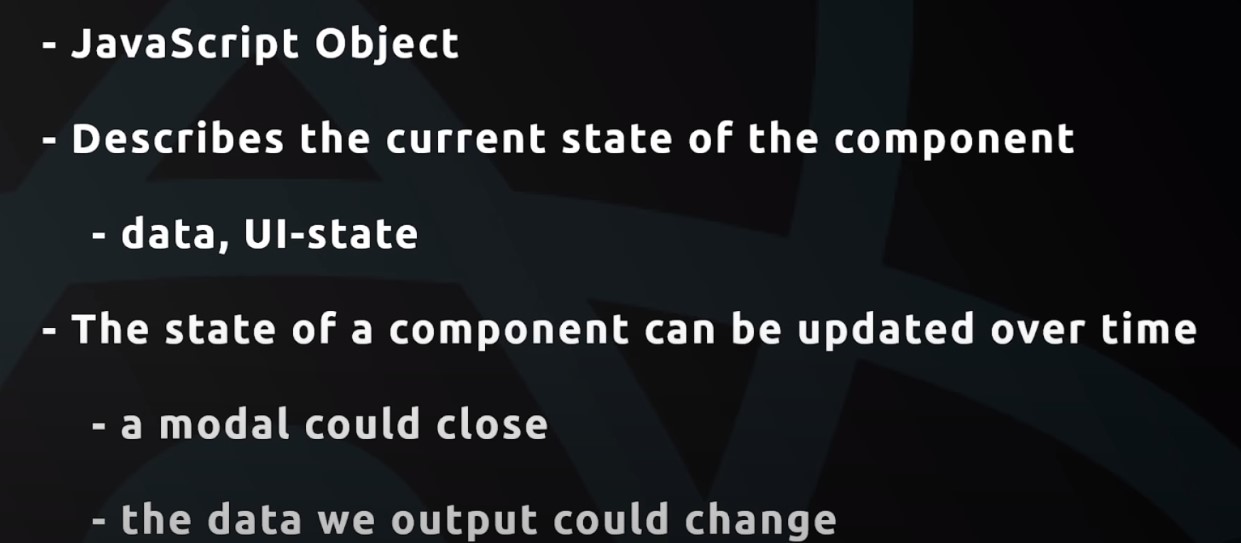 - JavaScript Object
- Describes the current state of the component
- data, UI-state
- The state of a component can be updated over time
- a modal could close
- the data we output could change